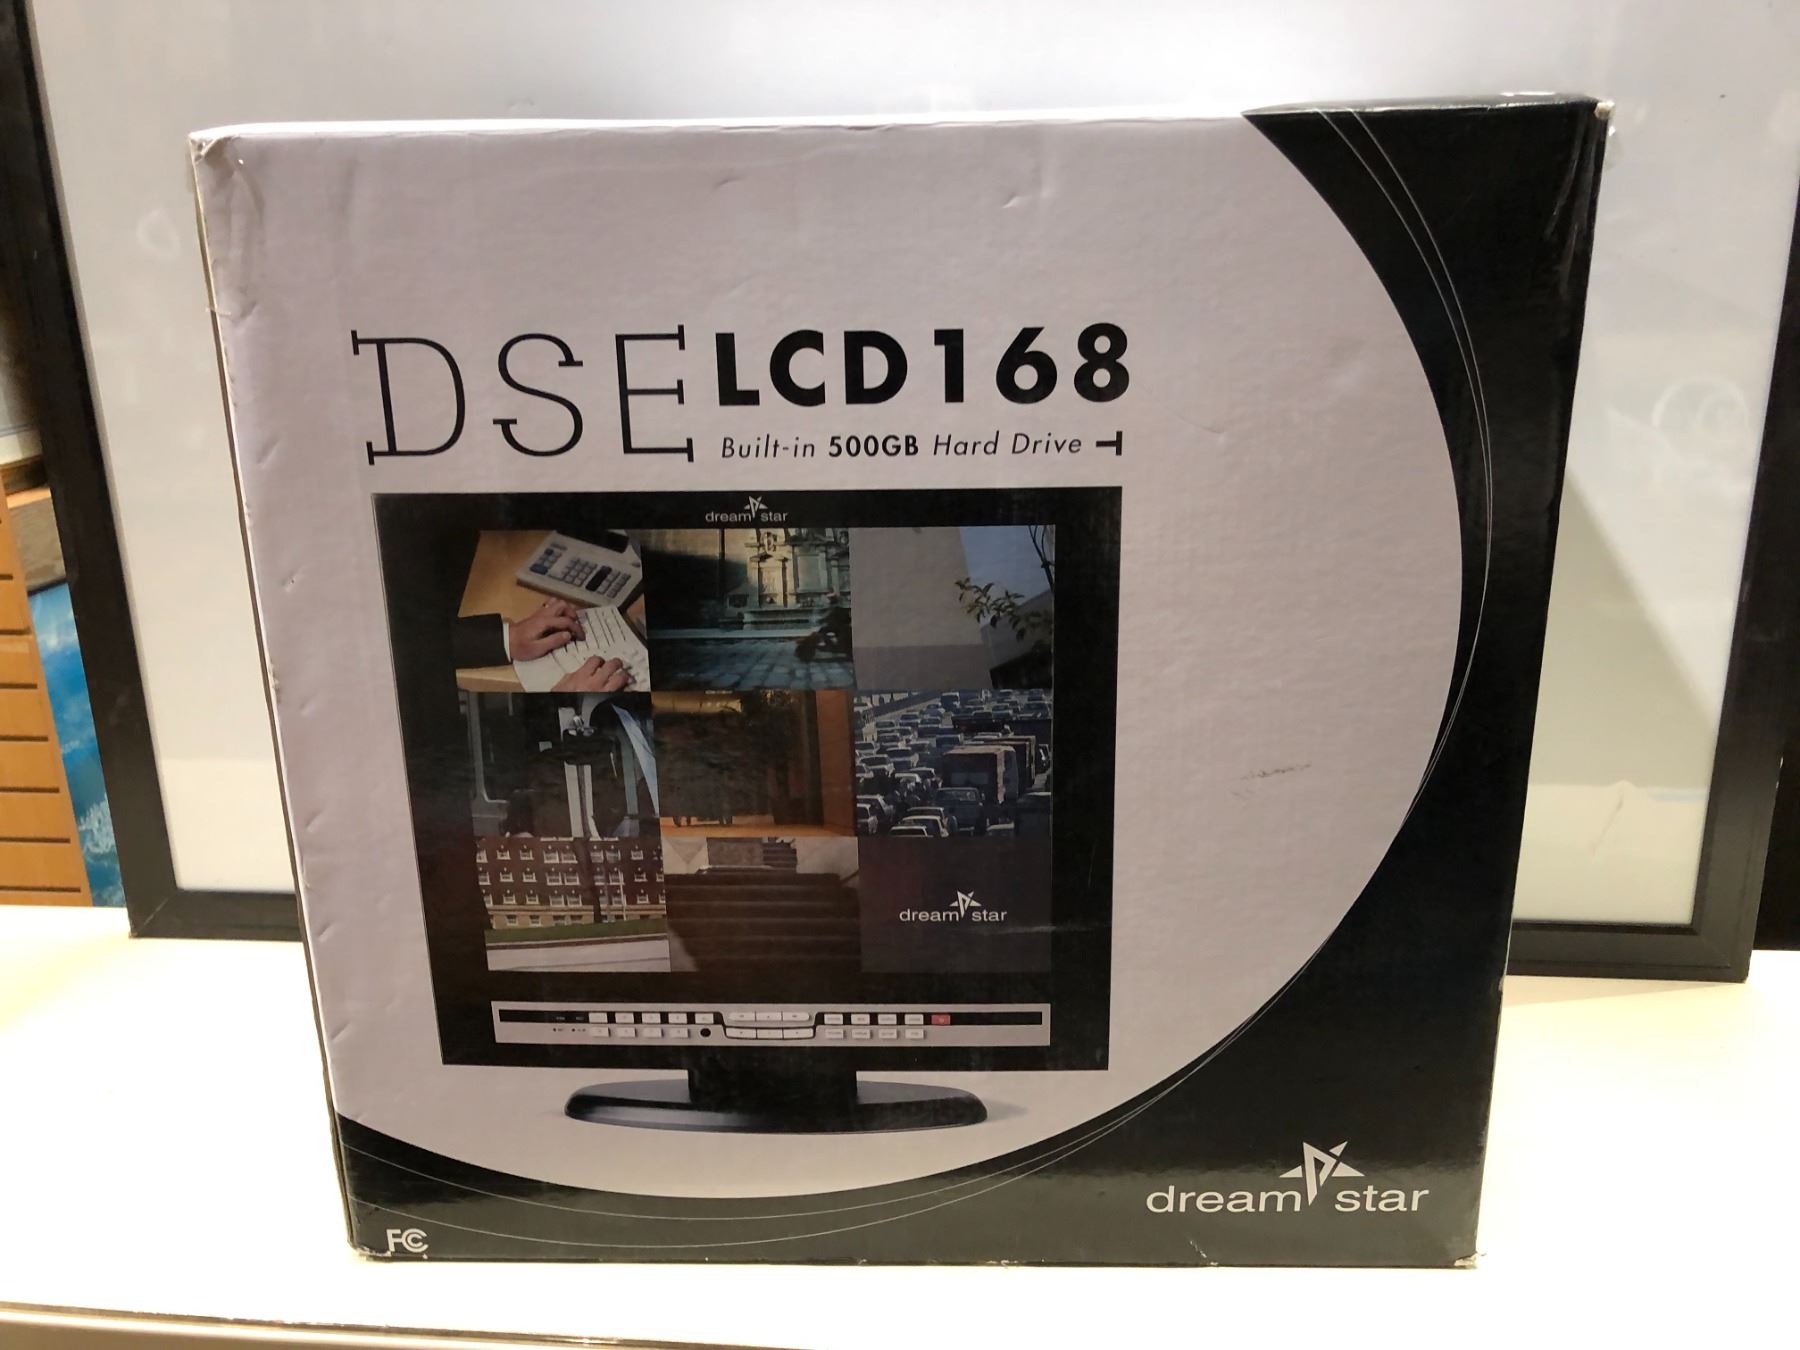 DSE LCD168
Built-in 500GB Hard Drive
dream star
dream star
dream star
FC